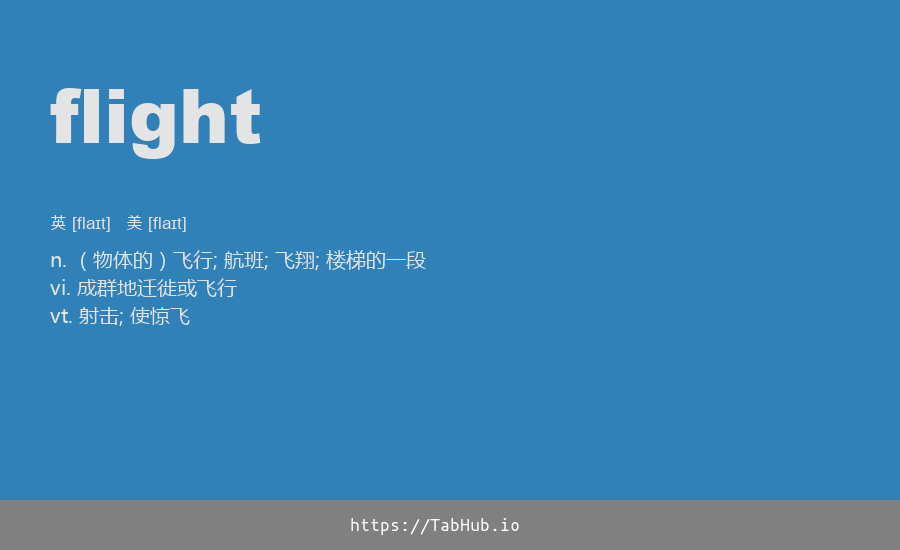 flight
英 [flaɪt] 美 [flaɪt]
n. （物体的）飞行; 航班; 飞翔; 楼梯的一段
vi. 成群地迁徙或飞行
vt. 射击; 使惊飞
https://TabHub.io